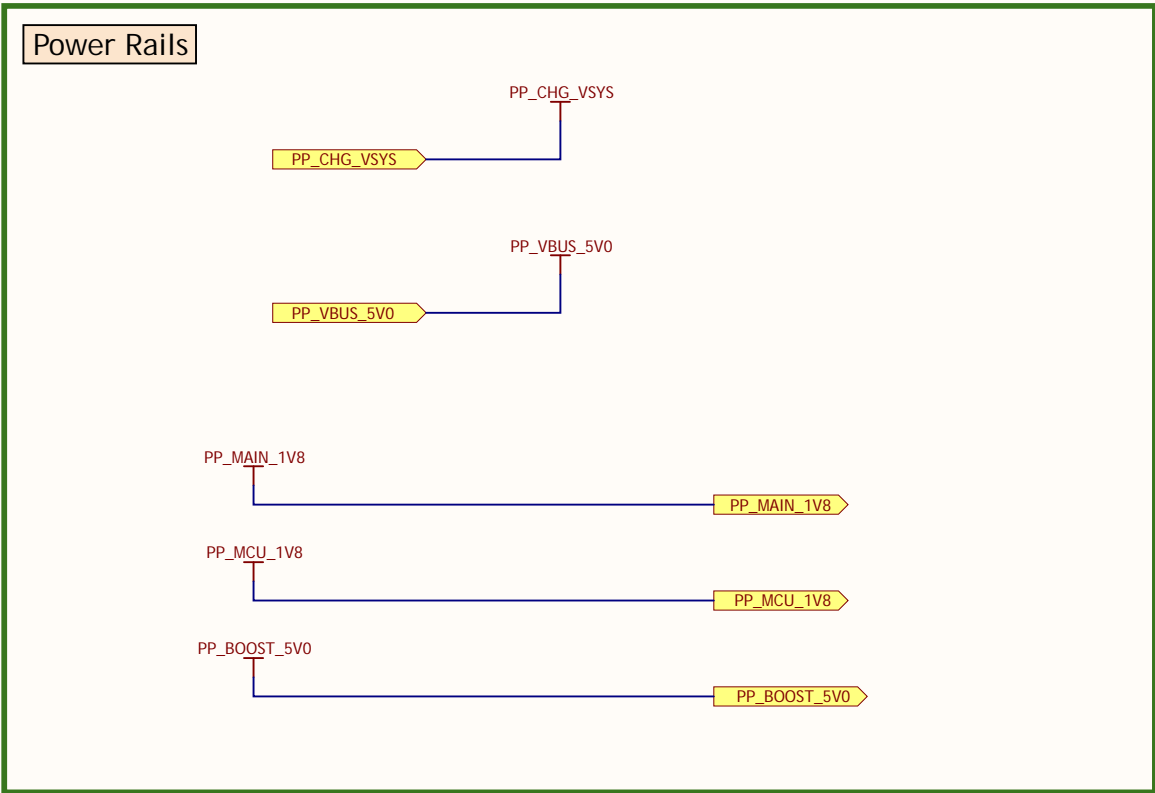 Power Rails
PP_CHG_VSYS
PP_CHG_VSYS
PP_VBUS_5V0
PP_VBUS_5V0
PP_MAIN_1V8
PP_MAIN_1V8
PP_MCU_1V8
PP_MCU_1V8
PP_BOOST_5V0
PP_BOOST_5V0